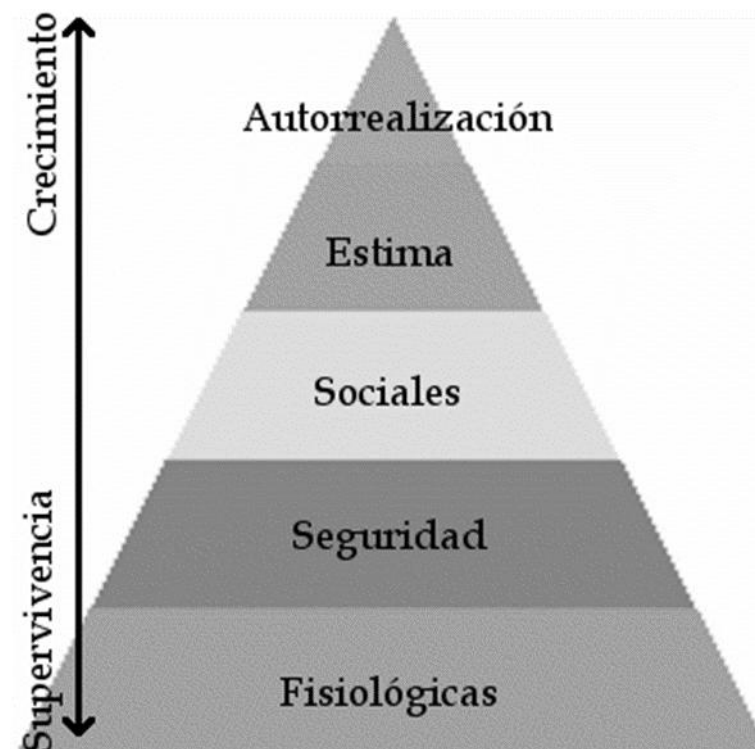 Crecimiento
Autorrealización
Estima
Sociales
Seguridad
Supervivencia
Fisiológicas